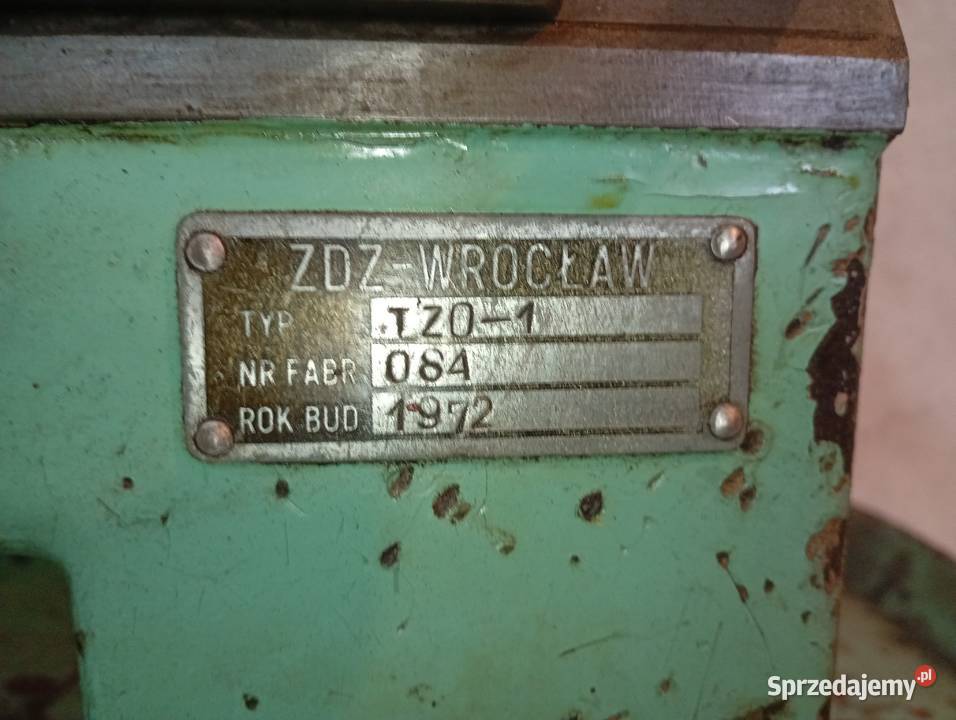 ZDZ-WROCŁAW
TYP TZO-1
NR FABR 084
ROK BUD 1972
Sprzedajemy.pl